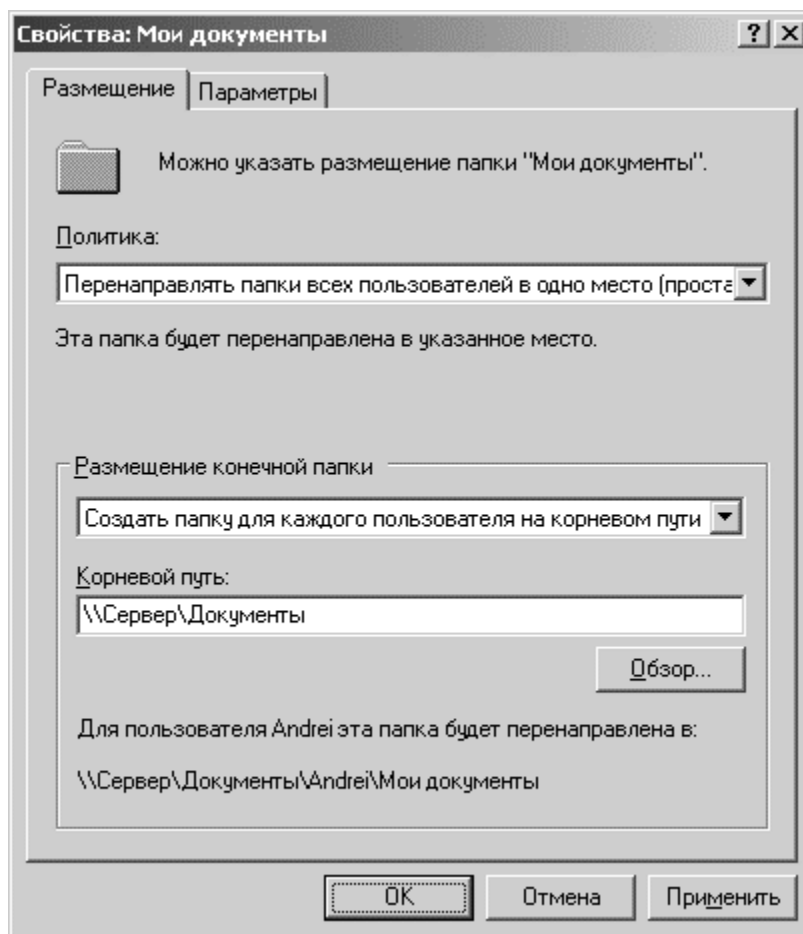 Свойства: Мои документы
Размещение
Параметры
Можно указать размещение папки "Мои документы".
Политика:
Перенаправлять папки всех пользователей в одно место (проста
Эта папка будет перенаправлена в указанное место.
Размещение конечной папки
Создать папку для каждого пользователя на корневом пути
Корневой путь:
\\Сервер\Документы
Обзор...
Для пользователя Andrei эта папка будет перенаправлена в:
\\Сервер\Документы\Andrei\Мои документы
OK
Отмена
Применить